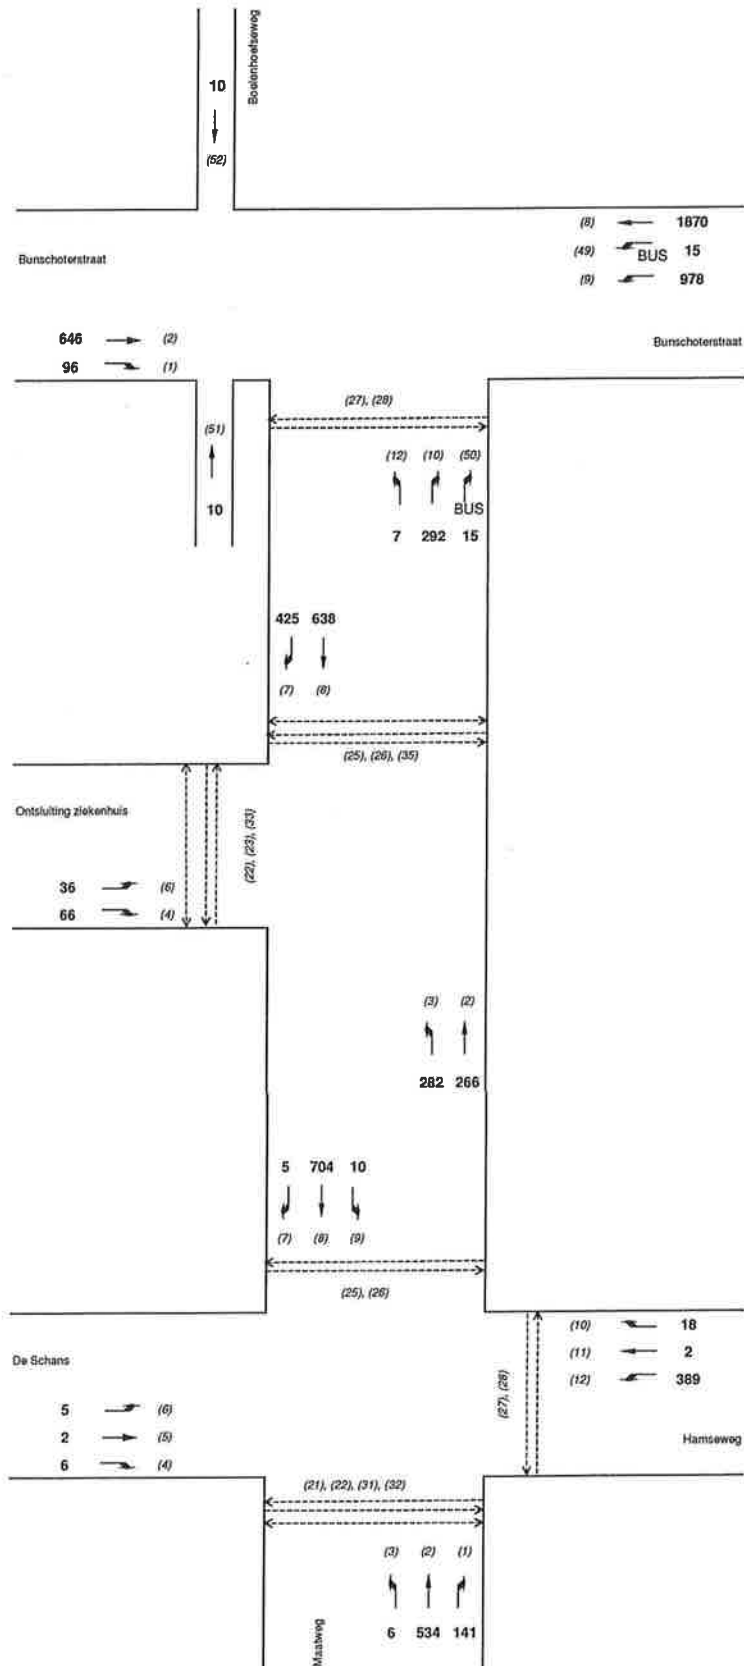 Boelenhoefseweg
10
(52)
(8) 1870
(49) BUS 15
(9) 978
Bunschoterstraat
Bunschoterstraat
646 (2)
96 (1)
(27), (28)
(51)
10
(12) (10) (50)
BUS
7 292 15
425 638
(7) (8)
(25), (26), (35)
Ontsluiting ziekenhuis
(22), (23), (33)
36 (6)
66 (4)
(3) (2)
282 266
5 704 10
(7) (8) (9)
(25), (26)
(10) 18
(11) 2
(12) 389
De Schans
(27), (28)
5 (6)
2 (5)
6 (4)
Hamseweg
(21), (22), (31), (32)
(3) (2) (1)
6 534 141
Maatweg